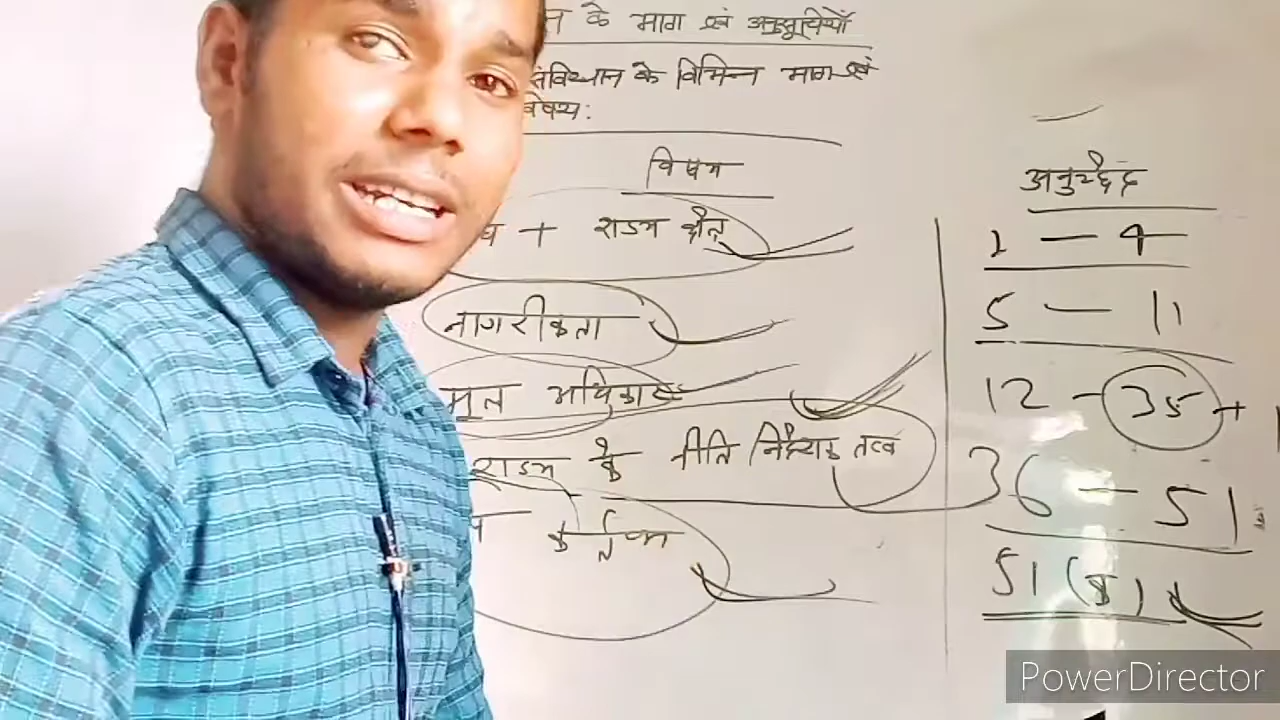 के भाग एवं अनुसूचियाँ
संविधान के विभिन्न भाग एवं
विषय अनुच्छेद
+ राज्य क्षेत्र 1 - 4
नागरीकता 5 - 11
मूल अधिकार 12 - 35 +
राज्य के नीति निर्देशक तत्व 36 - 51
कर्तव्य 51 (क)
PowerDirector